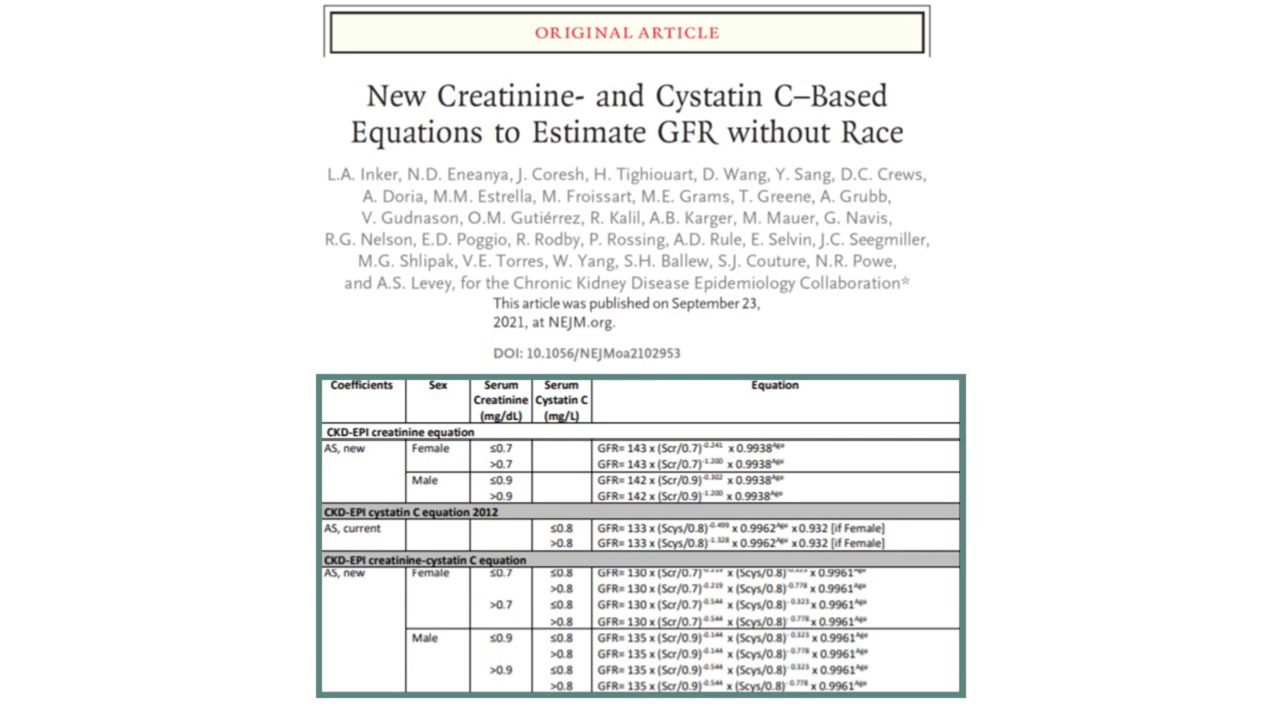 ORIGINAL ARTICLE
New Creatinine- and Cystatin C–Based
Equations to Estimate GFR without Race
L.A. Inker, N.D. Eneanya, J. Coresh, H. Tighiouart, D. Wang, Y. Sang, D.C. Crews,
A. Doria, M.M. Estrella, M. Froissart, M.E. Grams, T. Greene, A. Grubb,
V. Gudnason, O.M. Gutiérrez, R. Kalil, A.B. Karger, M. Mauer, G. Navis,
R.G. Nelson, E.D. Poggio, R. Rodby, P. Rossing, A.D. Rule, E. Selvin, J.C. Seegmiller,
M.G. Shlipak, V.E. Torres, W. Yang, S.H. Ballew, S.J. Couture, N.R. Powe,
and A.S. Levey, for the Chronic Kidney Disease Epidemiology Collaboration*
This article was published on September 23,
2021, at NEJM.org.
DOI: 10.1056/NEJMoa2102953
Coefficients Sex Serum Creatinine (mg/dL) Serum Cystatin C (mg/L) Equation
CKD-EPI creatinine equation
AS, new Female ≤0.7 GFR= 143 x (Scr/0.7)-0.241 x 0.9938Age
>0.7 GFR= 143 x (Scr/0.7)-1.200 x 0.9938Age
Male ≤0.9 GFR= 142 x (Scr/0.9)-0.302 x 0.9938Age
>0.9 GFR= 142 x (Scr/0.9)-1.200 x 0.9938Age
CKD-EPI cystatin C equation 2012
AS, current ≤0.8 GFR= 133 x (Scys/0.8)-0.499 x 0.9962Age x0.932 [if Female]
>0.8 GFR= 133 x (Scys/0.8)-1.328 x 0.9962Age x0.932 [if Female]
CKD-EPI creatinine-cystatin C equation
AS, new Female ≤0.7 ≤0.8 GFR= 130 x (Scr/0.7) x (Scys/0.8) x 0.9961Age
>0.8 GFR= 130 x (Scr/0.7)-0.219 x (Scys/0.8)-0.778 x 0.9961Age
>0.7 ≤0.8 GFR= 130 x (Scr/0.7)-0.544 x (Scys/0.8)-0.323 x 0.9961Age
>0.8 GFR= 130 x (Scr/0.7)-0.544 x (Scys/0.8)-0.778 x 0.9961Age
Male ≤0.9 ≤0.8 GFR= 135 x (Scr/0.9)-0.144 x (Scys/0.8)-0.323 x 0.9961Age
>0.8 GFR= 135 x (Scr/0.9)-0.144 x (Scys/0.8)-0.778 x 0.9961Age
>0.9 ≤0.8 GFR= 135 x (Scr/0.9)-0.544 x (Scys/0.8)-0.323 x 0.9961Age
>0.8 GFR= 135 x (Scr/0.9)-0.544 x (Scys/0.8)-0.778 x 0.9961Age